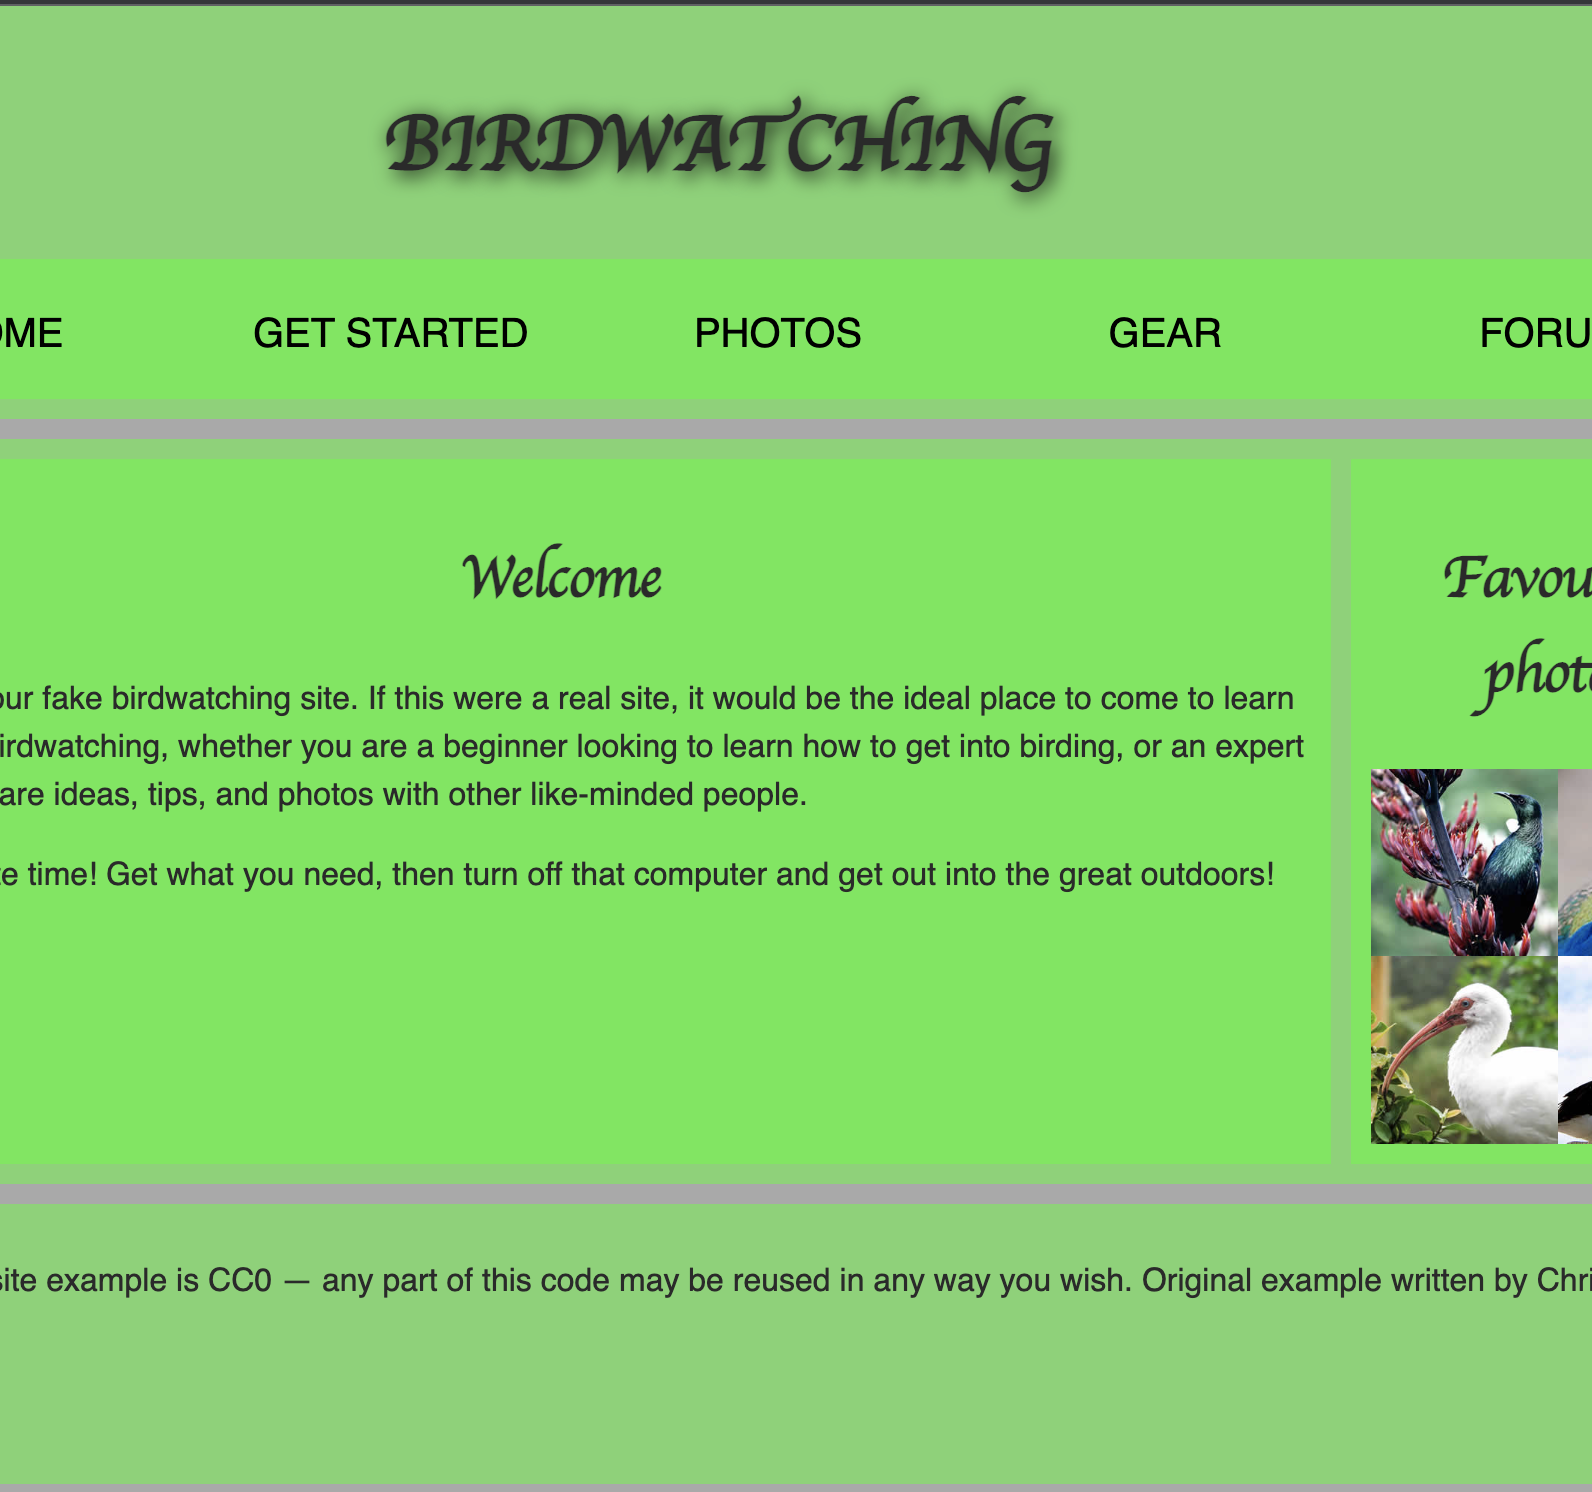 BIRDWATCHING
OME GET STARTED PHOTOS GEAR FORU
Welcome
Favou
photo
our fake birdwatching site. If this were a real site, it would be the ideal place to come to learn
irdwatching, whether you are a beginner looking to learn how to get into birding, or an expert
are ideas, tips, and photos with other like-minded people.
te time! Get what you need, then turn off that computer and get out into the great outdoors!
site example is CC0 — any part of this code may be reused in any way you wish. Original example written by Chri